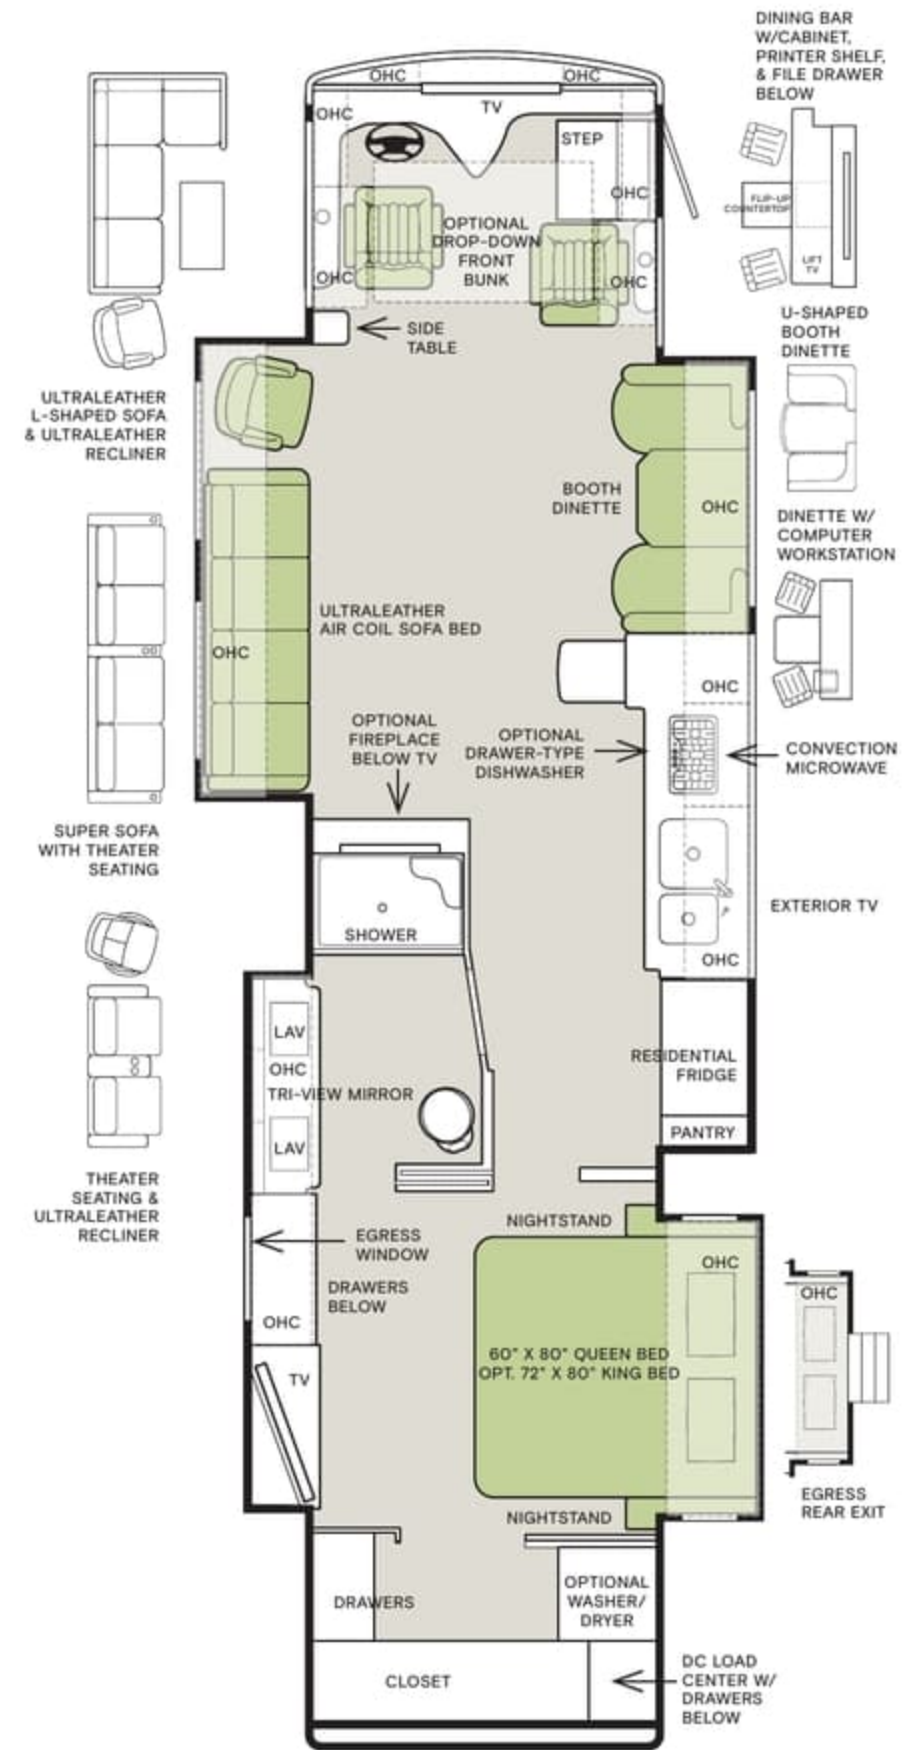 DINING BAR
W/CABINET,
PRINTER SHELF,
& FILE DRAWER
BELOW
OHC
OHC
TV
OHC
STEP
OHC
FLIP-UP
COUNTERTOP
LIFT
TV
OPTIONAL
DROP-DOWN
FRONT
BUNK
OHC
OHC
SIDE
TABLE
U-SHAPED
BOOTH
DINETTE
ULTRALEATHER
L-SHAPED SOFA
& ULTRALEATHER
RECLINER
BOOTH
DINETTE
OHC
DINETTE W/
COMPUTER
WORKSTATION
ULTRALEATHER
AIR COIL SOFA BED
OHC
OHC
OPTIONAL
FIREPLACE
BELOW TV
OPTIONAL
DRAWER-TYPE
DISHWASHER
CONVECTION
MICROWAVE
SUPER SOFA
WITH THEATER
SEATING
EXTERIOR TV
SHOWER
OHC
LAV
OHC
TRI-VIEW MIRROR
LAV
RESIDENTIAL
FRIDGE
PANTRY
THEATER
SEATING &
ULTRALEATHER
RECLINER
NIGHTSTAND
EGRESS
WINDOW
DRAWERS
BELOW
OHC
OHC
OHC
60" X 80" QUEEN BED
OPT. 72" X 80" KING BED
TV
EGRESS
REAR EXIT
NIGHTSTAND
DRAWERS
OPTIONAL
WASHER/
DRYER
CLOSET
DC LOAD
CENTER W/
DRAWERS
BELOW